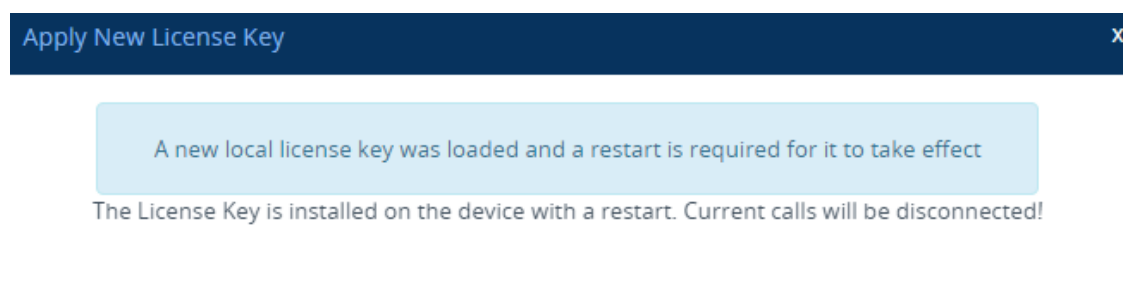 Apply New License Key
x
A new local license key was loaded and a restart is required for it to take effect
The License Key is installed on the device with a restart. Current calls will be disconnected!